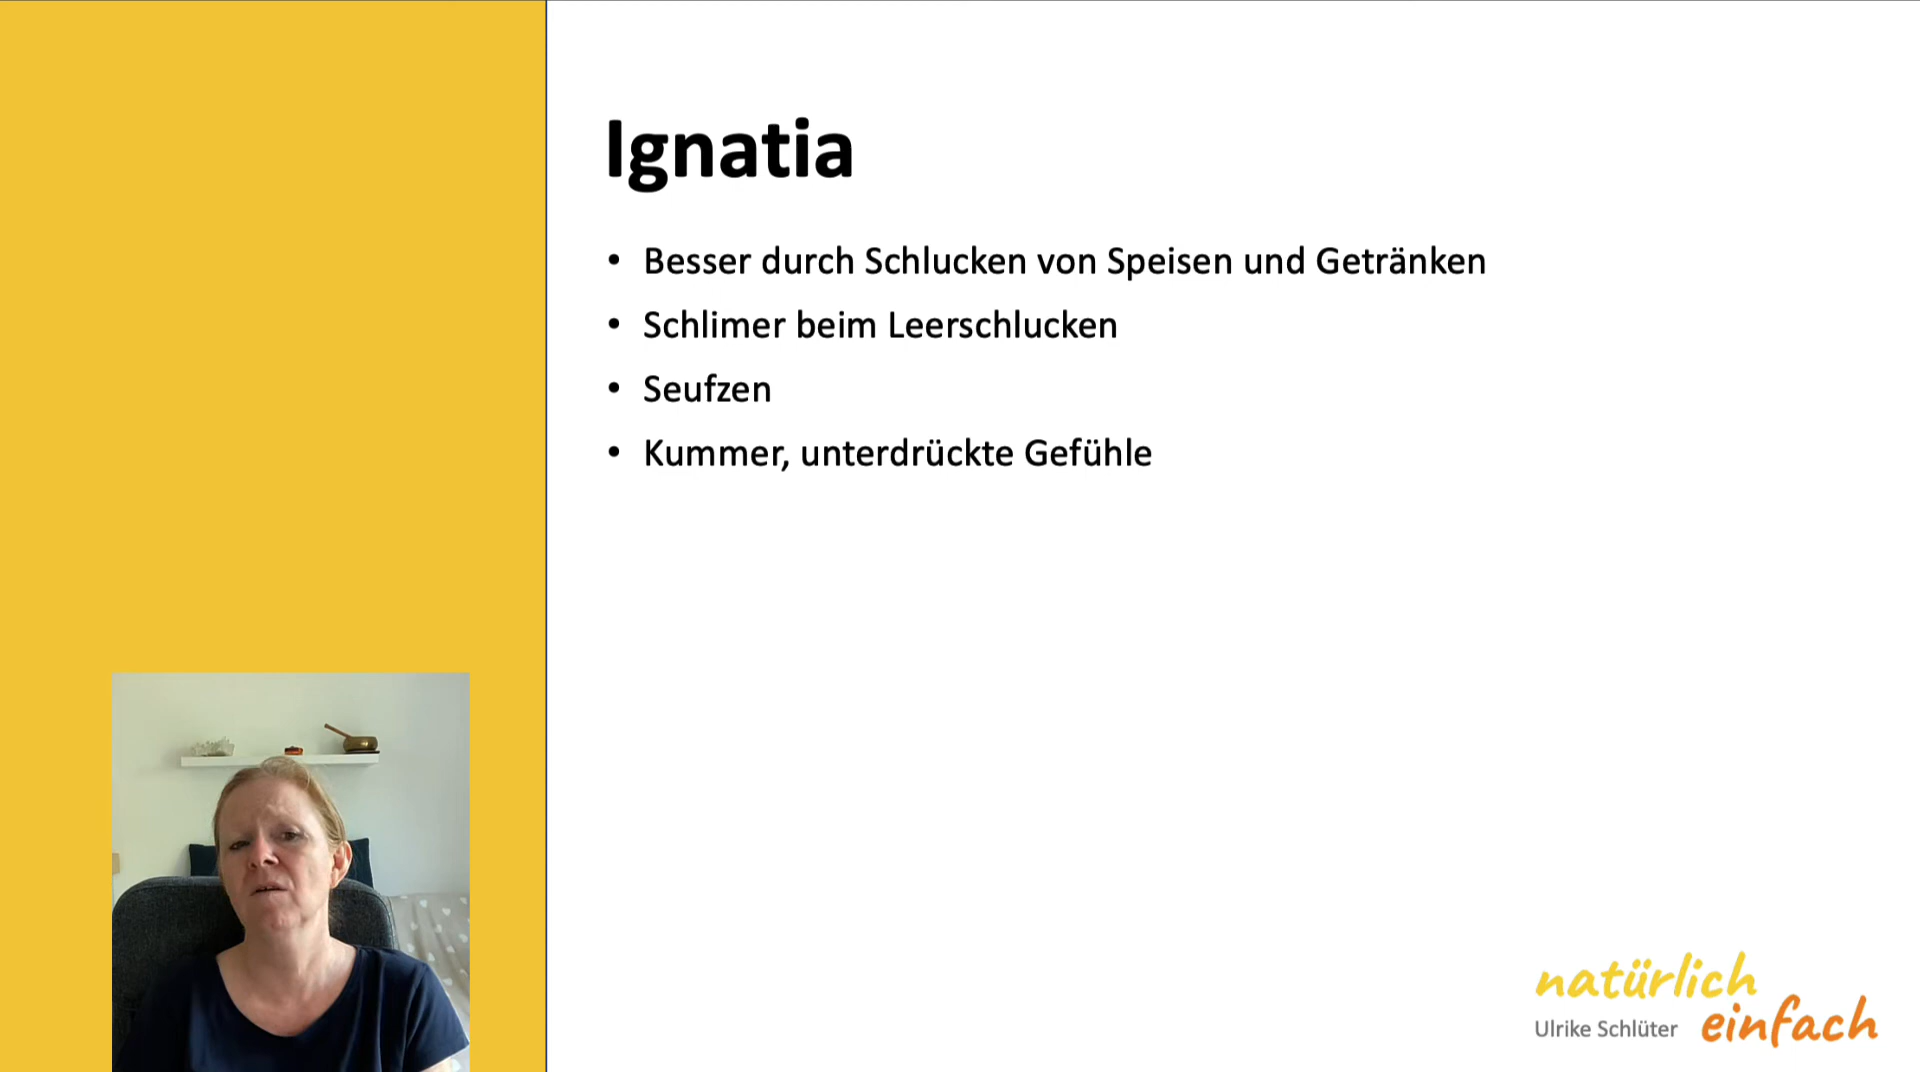 Ignatia
• Besser durch Schlucken von Speisen und Getränken
• Schlimer beim Leerschlucken
• Seufzen
• Kummer, unterdrückte Gefühle
natürlich
Ulrike Schlüter einfach